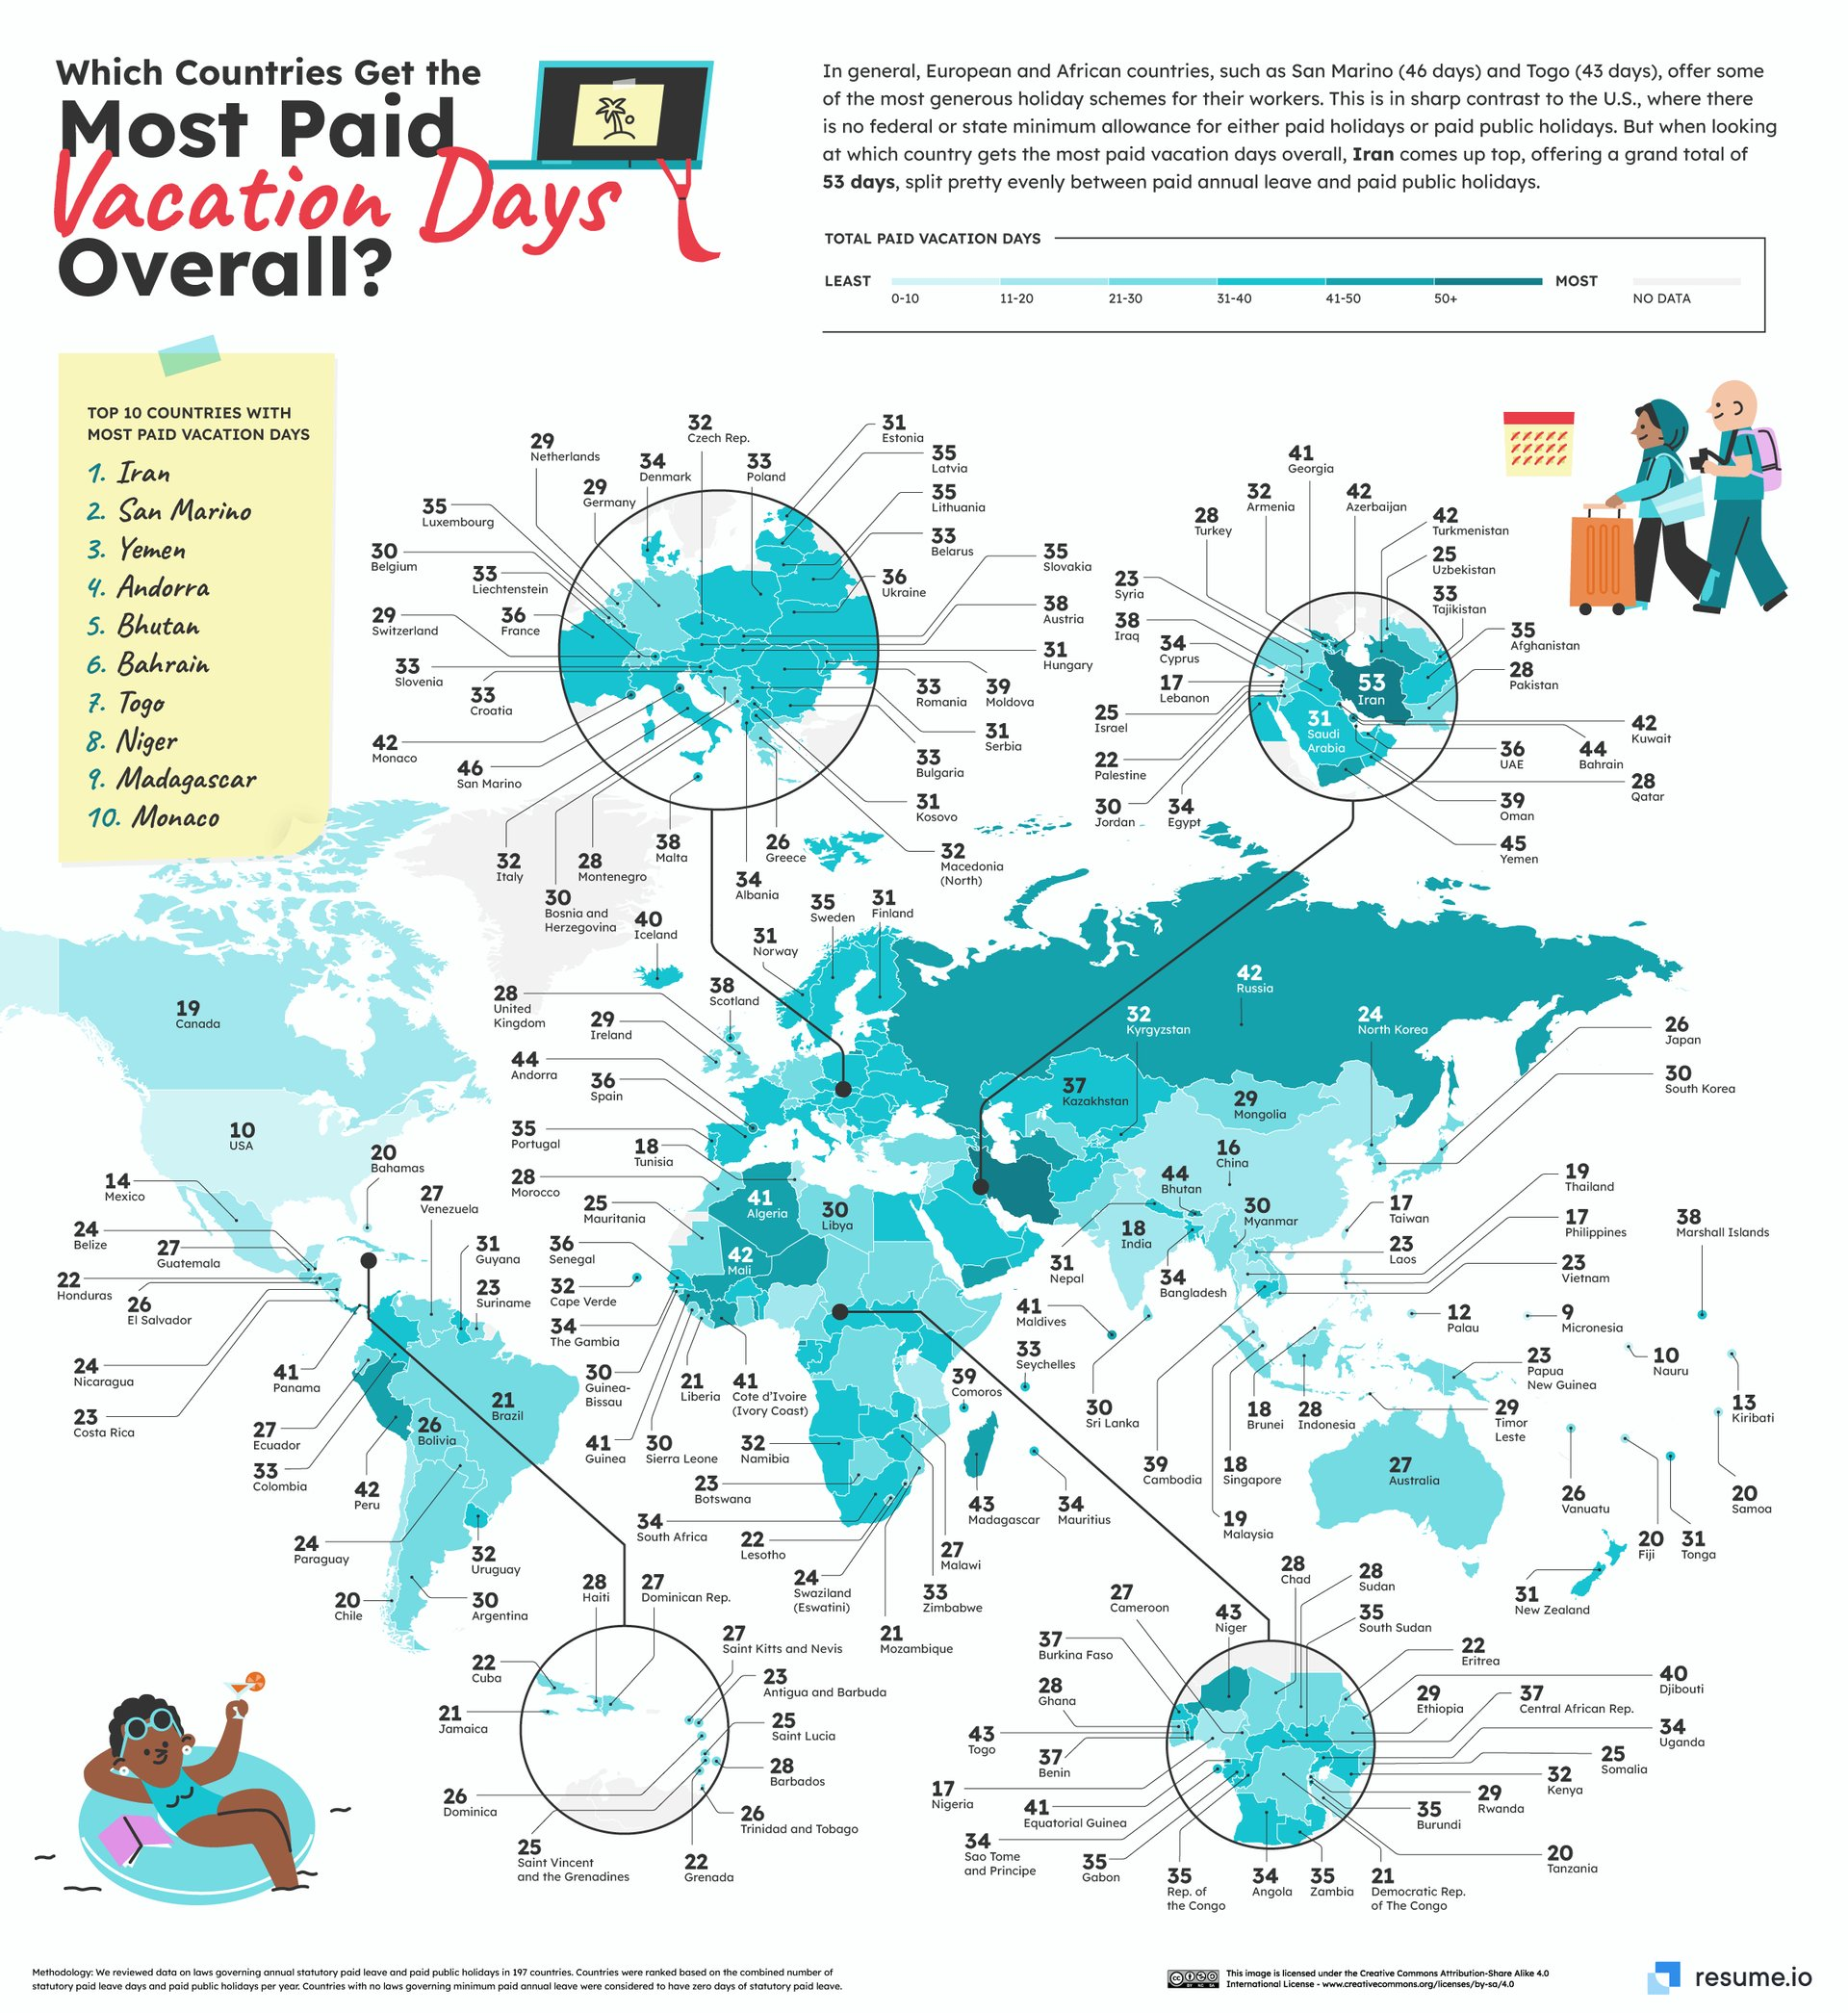 Which Countries Get the
Most Paid
Vacation Days
Overall?
In general, European and African countries, such as San Marino (46 days) and Togo (43 days), offer some
of the most generous holiday schemes for their workers. This is in sharp contrast to the U.S., where there
is no federal or state minimum allowance for either paid holidays or paid public holidays. But when looking
at which country gets the most paid vacation days overall, Iran comes up top, offering a grand total of
53 days, split pretty evenly between paid annual leave and paid public holidays.
TOTAL PAID VACATION DAYS
LEAST
MOST
0-10
11-20
21-30
31-40
41-50
50+
NO DATA
TOP 10 COUNTRIES WITH
MOST PAID VACATION DAYS
1. Iran
2. San Marino
3. Yemen
4. Andorra
5. Bhutan
6. Bahrain
7. Togo
8. Niger
9. Madagascar
10. Monaco
32
Czech Rep.
29
Netherlands
34
Denmark
33
Poland
29
Germany
31
Estonia
35
Latvia
35
Lithuania
33
Belarus
35
Slovakia
36
Ukraine
38
Austria
31
Hungary
33
Romania
39
Moldova
31
Serbia
33
Bulgaria
31
Kosovo
32
Macedonia
(North)
26
Greece
34
Albania
38
Malta
28
Montenegro
30
Bosnia and
Herzegovina
32
Italy
46
San Marino
42
Monaco
33
Croatia
33
Slovenia
29
Switzerland
36
France
33
Liechtenstein
30
Belgium
35
Luxembourg
41
Georgia
32
Armenia
42
Azerbaijan
28
Turkey
42
Turkmenistan
25
Uzbekistan
23
Syria
33
Tajikistan
38
Iraq
35
Afghanistan
34
Cyprus
28
Pakistan
17
Lebanon
53
Iran
25
Israel
31
Saudi
Arabia
42
Kuwait
22
Palestine
36
UAE
44
Bahrain
28
Qatar
30
Jordan
34
Egypt
39
Oman
45
Yemen
40
Iceland
31
Norway
35
Sweden
31
Finland
38
Scotland
28
United
Kingdom
29
Ireland
44
Andorra
36
Spain
35
Portugal
18
Tunisia
28
Morocco
25
Mauritania
41
Algeria
30
Libya
36
Senegal
42
Mali
32
Cape Verde
34
The Gambia
30
Guinea-
Bissau
41
Guinea
30
Sierra Leone
21
Liberia
41
Cote d'Ivoire
(Ivory Coast)
32
Namibia
23
Botswana
34
South Africa
22
Lesotho
24
Swaziland
(Eswatini)
21
Mozambique
33
Zimbabwe
27
Malawi
43
Madagascar
34
Mauritius
39
Comoros
33
Seychelles
41
Maldives
30
Sri Lanka
19
Canada
10
USA
20
Bahamas
14
Mexico
27
Venezuela
24
Belize
27
Guatemala
31
Guyana
22
Honduras
26
El Salvador
23
Suriname
24
Nicaragua
23
Costa Rica
41
Panama
27
Ecuador
33
Colombia
42
Peru
26
Bolivia
21
Brazil
24
Paraguay
32
Uruguay
20
Chile
30
Argentina
42
Russia
32
Kyrgyzstan
24
North Korea
26
Japan
30
South Korea
37
Kazakhstan
29
Mongolia
16
China
44
Bhutan
30
Myanmar
18
India
31
Nepal
34
Bangladesh
17
Taiwan
19
Thailand
17
Philippines
23
Laos
23
Vietnam
38
Marshall Islands
12
Palau
9
Micronesia
10
Nauru
13
Kiribati
23
Papua
New Guinea
39
Cambodia
18
Singapore
19
Malaysia
18
Brunei
28
Indonesia
29
Timor
Leste
27
Australia
26
Vanuatu
20
Fiji
31
Tonga
20
Samoa
31
New Zealand
28
Haiti
27
Dominican Rep.
27
Saint Kitts and Nevis
22
Cuba
23
Antigua and Barbuda
21
Jamaica
25
Saint Lucia
28
Barbados
26
Dominica
26
Trinidad and Tobago
25
Saint Vincent
and the Grenadines
22
Grenada
28
Chad
28
Sudan
27
Cameroon
43
Niger
35
South Sudan
37
Burkina Faso
22
Eritrea
40
Djibouti
28
Ghana
29
Ethiopia
37
Central African Rep.
43
Togo
34
Uganda
37
Benin
25
Somalia
17
Nigeria
32
Kenya
41
Equatorial Guinea
29
Rwanda
35
Burundi
34
Sao Tome
and Principe
35
Gabon
20
Tanzania
35
Rep. of
the Congo
34
Angola
35
Zambia
21
Democratic Rep.
of The Congo
Methodology: We reviewed data on laws governing annual statutory paid leave and paid public holidays in 197 countries. Countries were ranked based on the combined number of
statutory paid leave days and paid public holidays per year. Countries with no laws governing minimum paid annual leave were considered to have zero days of statutory paid leave.
This image is licensed under the Creative Commons Attribution-Share Alike 4.0
International License - www.creativecommons.org/licenses/by-sa/4.0
resume.io